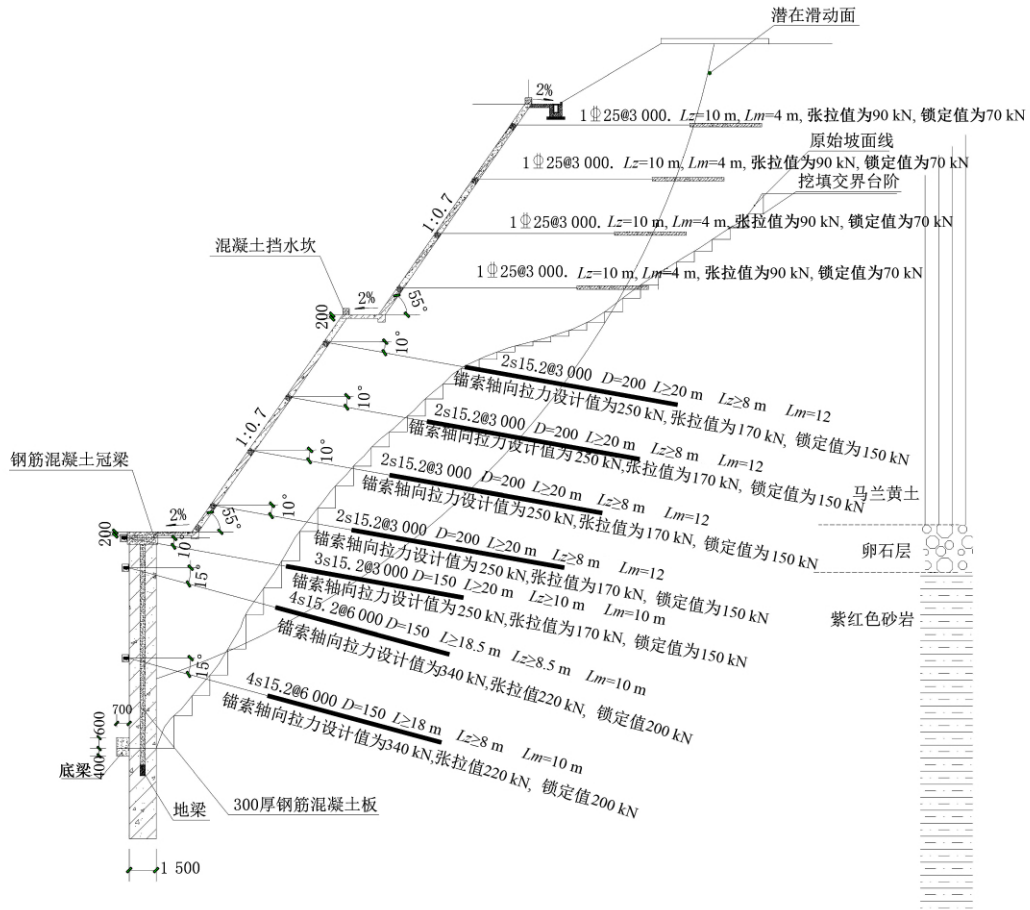 潜在滑动面
2%
1Φ25@3 000. Lz=10 m, Lm=4 m, 张拉值为90 kN, 锁定值为70 kN
原始坡面线
1Φ25@3 000. Lz=10 m, Lm=4 m, 张拉值为90 kN, 锁定值为70 kN
挖填交界台阶
1:0.7
1Φ25@3 000. Lz=10 m, Lm=4 m, 张拉值为90 kN, 锁定值为70 kN
混凝土挡水坎
1Φ25@3 000. Lz=10 m, Lm=4 m, 张拉值为90 kN, 锁定值为70 kN
2%
55°
200
10°
2s15.2@3 000 D=200 L≥20 m Lz≥8 m Lm=12
锚索轴向拉力设计值为250 kN,张拉值为170 kN, 锁定值为150 kN
10°
1:0.7
2s15.2@3 000 D=200 L≥20 m Lz≥8 m Lm=12
锚索轴向拉力设计值为250 kN,张拉值为170 kN, 锁定值为150 kN
10°
钢筋混凝土冠梁
2s15.2@3 000 D=200 L≥20 m Lz≥8 m Lm=12
锚索轴向拉力设计值为250 kN,张拉值为170 kN, 锁定值为150 kN
马兰黄土
10°
55°
2%
200
2s15.2@3 000 D=200 L≥20 m Lz≥8 m Lm=12
锚索轴向拉力设计值为250 kN,张拉值为170 kN, 锁定值为150 kN
卵石层
10°
3s15.2@3 000 D=150 L≥20 m Lz≥10 m Lm=10 m
锚索轴向拉力设计值为250 kN,张拉值为170 kN, 锁定值为150 kN
15°
4s15.2@6 000 D=150 L≥18.5 m Lz≥8.5 m Lm=10 m
锚索轴向拉力设计值为340 kN,张拉值220 kN, 锁定值200 kN
紫红色砂岩
15°
4s15.2@6 000 D=150 L≥18 m Lz≥8 m Lm=10 m
锚索轴向拉力设计值为340 kN,张拉值220 kN, 锁定值200 kN
700
600
400
底梁
地梁
300厚钢筋混凝土板
1 500